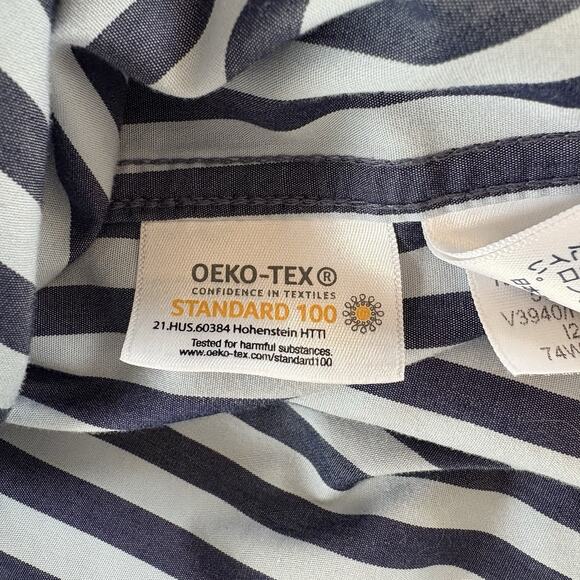 OEKO-TEX®
CONFIDENCE IN TEXTILES
STANDARD 100
21.HUS.60384 Hohenstein HTTI
Tested for harmful substances.
www.oeko-tex.com/standard100
V3940/
12
74W